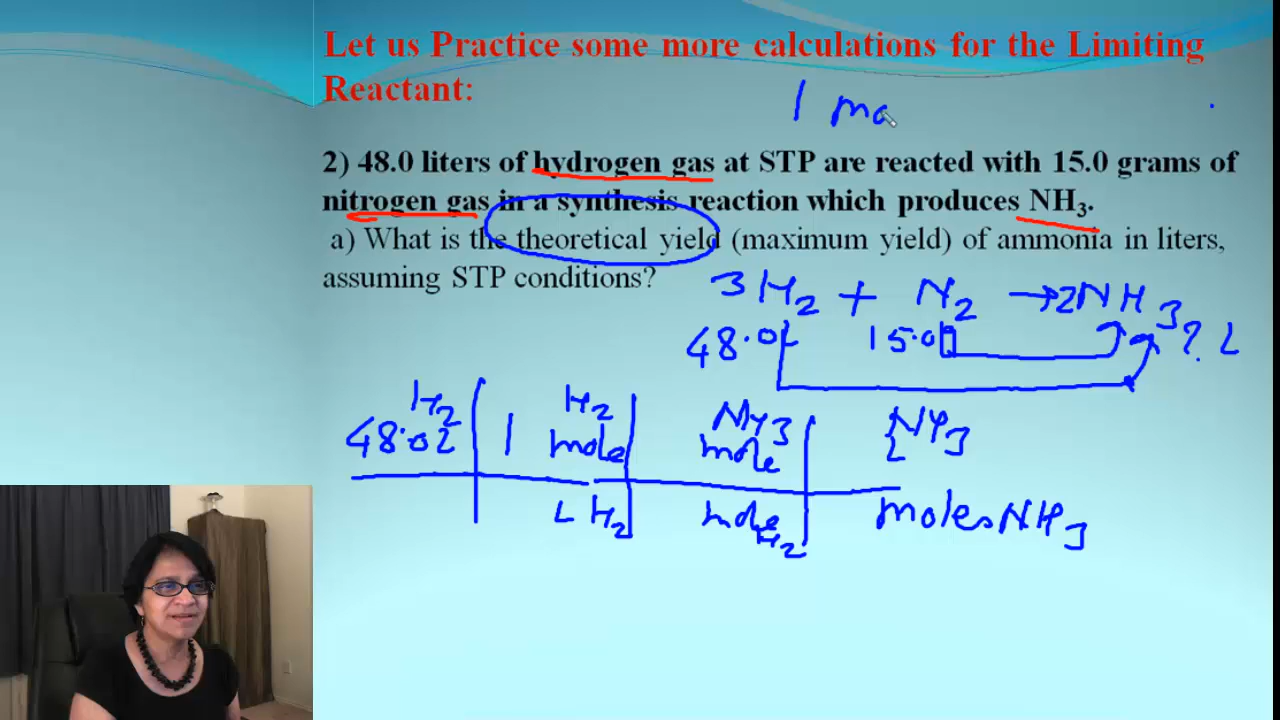 Let us Practice some more calculations for the Limiting
Reactant:
1 mo
2) 48.0 liters of hydrogen gas at STP are reacted with 15.0 grams of
nitrogen gas in a synthesis reaction which produces NH₃.
a) What is the theoretical yield (maximum yield) of ammonia in liters,
assuming STP conditions?
3H₂ + N₂ → 2NH₃
48.0L 15.0 ? L
H₂ H₂ NH₃ NH₃
48.0L 1 mole mole L
L H₂ mole H₂ moles NH₃